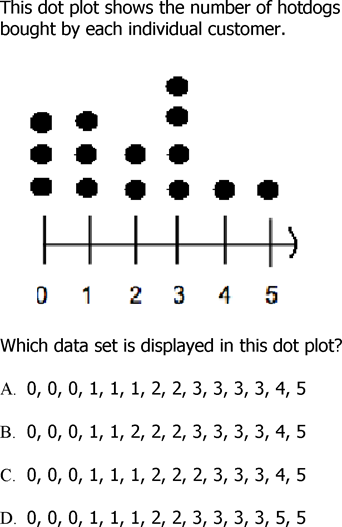 This dot plot shows the number of hotdogs
bought by each individual customer.
0 1 2 3 4 5
Which data set is displayed in this dot plot?
A. 0, 0, 0, 1, 1, 1, 2, 2, 3, 3, 3, 3, 4, 5
B. 0, 0, 0, 1, 1, 2, 2, 2, 3, 3, 3, 3, 4, 5
C. 0, 0, 0, 1, 1, 1, 2, 2, 2, 3, 3, 3, 4, 5
D. 0, 0, 0, 1, 1, 1, 2, 2, 3, 3, 3, 3, 5, 5